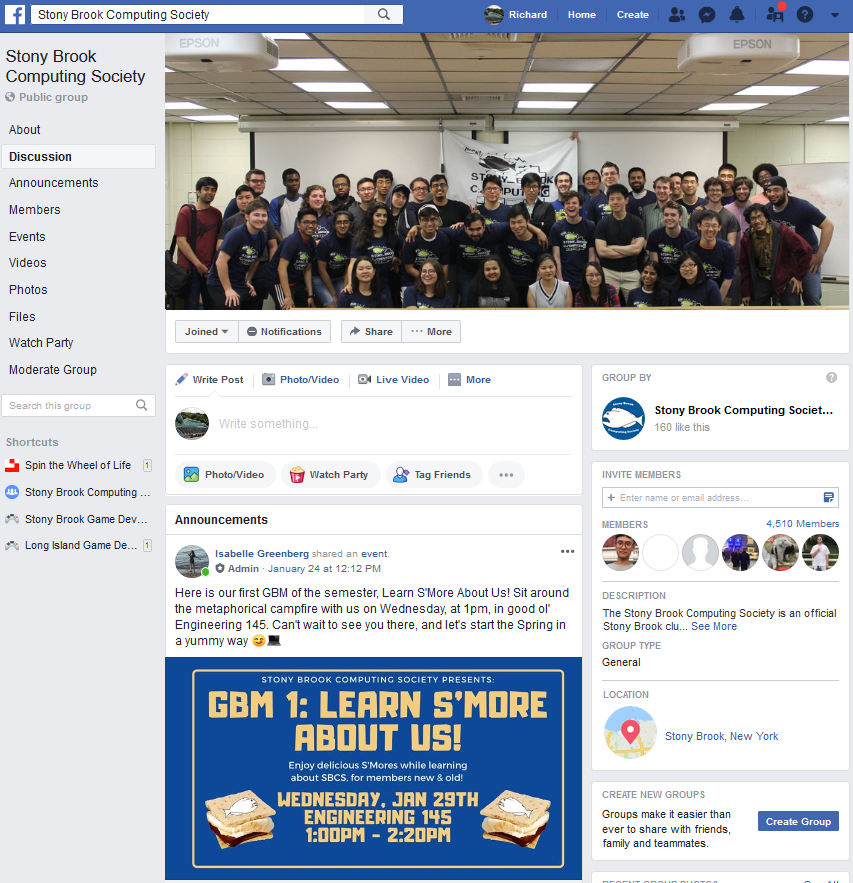 Stony Brook Computing Society
Richard
Home
Create
Stony Brook
Computing Society
Public group
About
Discussion
Announcements
Members
Events
Videos
Photos
Files
Watch Party
Moderate Group
Search this group
Shortcuts
Spin the Wheel of Life 1
Stony Brook Computing ...
Stony Brook Game Dev...
Long Island Game De... 1
EPSON
EPSON
STONY BROOK
COMPUTING
Joined
Notifications
Share
··· More
Write Post
Photo/Video
Live Video
More
Write something...
Photo/Video
Watch Party
Tag Friends
Announcements
Isabelle Greenberg shared an event.
Admin · January 24 at 12:12 PM
Here is our first GBM of the semester, Learn S'More About Us! Sit around
the metaphorical campfire with us on Wednesday, at 1pm, in good ol'
Engineering 145. Can't wait to see you there, and let's start the Spring in
a yummy way 😋💻
STONY BROOK COMPUTING SOCIETY PRESENTS:
GBM 1: LEARN S'MORE
ABOUT US!
Enjoy delicious S'Mores while learning
about SBCS, for members new & old!
WEDNESDAY, JAN 29TH
ENGINEERING 145
1:00PM - 2:20PM
GROUP BY
Stony Brook Computing Societ...
160 like this
INVITE MEMBERS
+ Enter name or email address...
MEMBERS
4,510 Members
DESCRIPTION
The Stony Brook Computing Society is an official
Stony Brook clu... See More
GROUP TYPE
General
LOCATION
Stony Brook, New York
CREATE NEW GROUPS
Groups make it easier than
ever to share with friends,
family and teammates.
Create Group
RECENT GROUP PHOTOS
See All